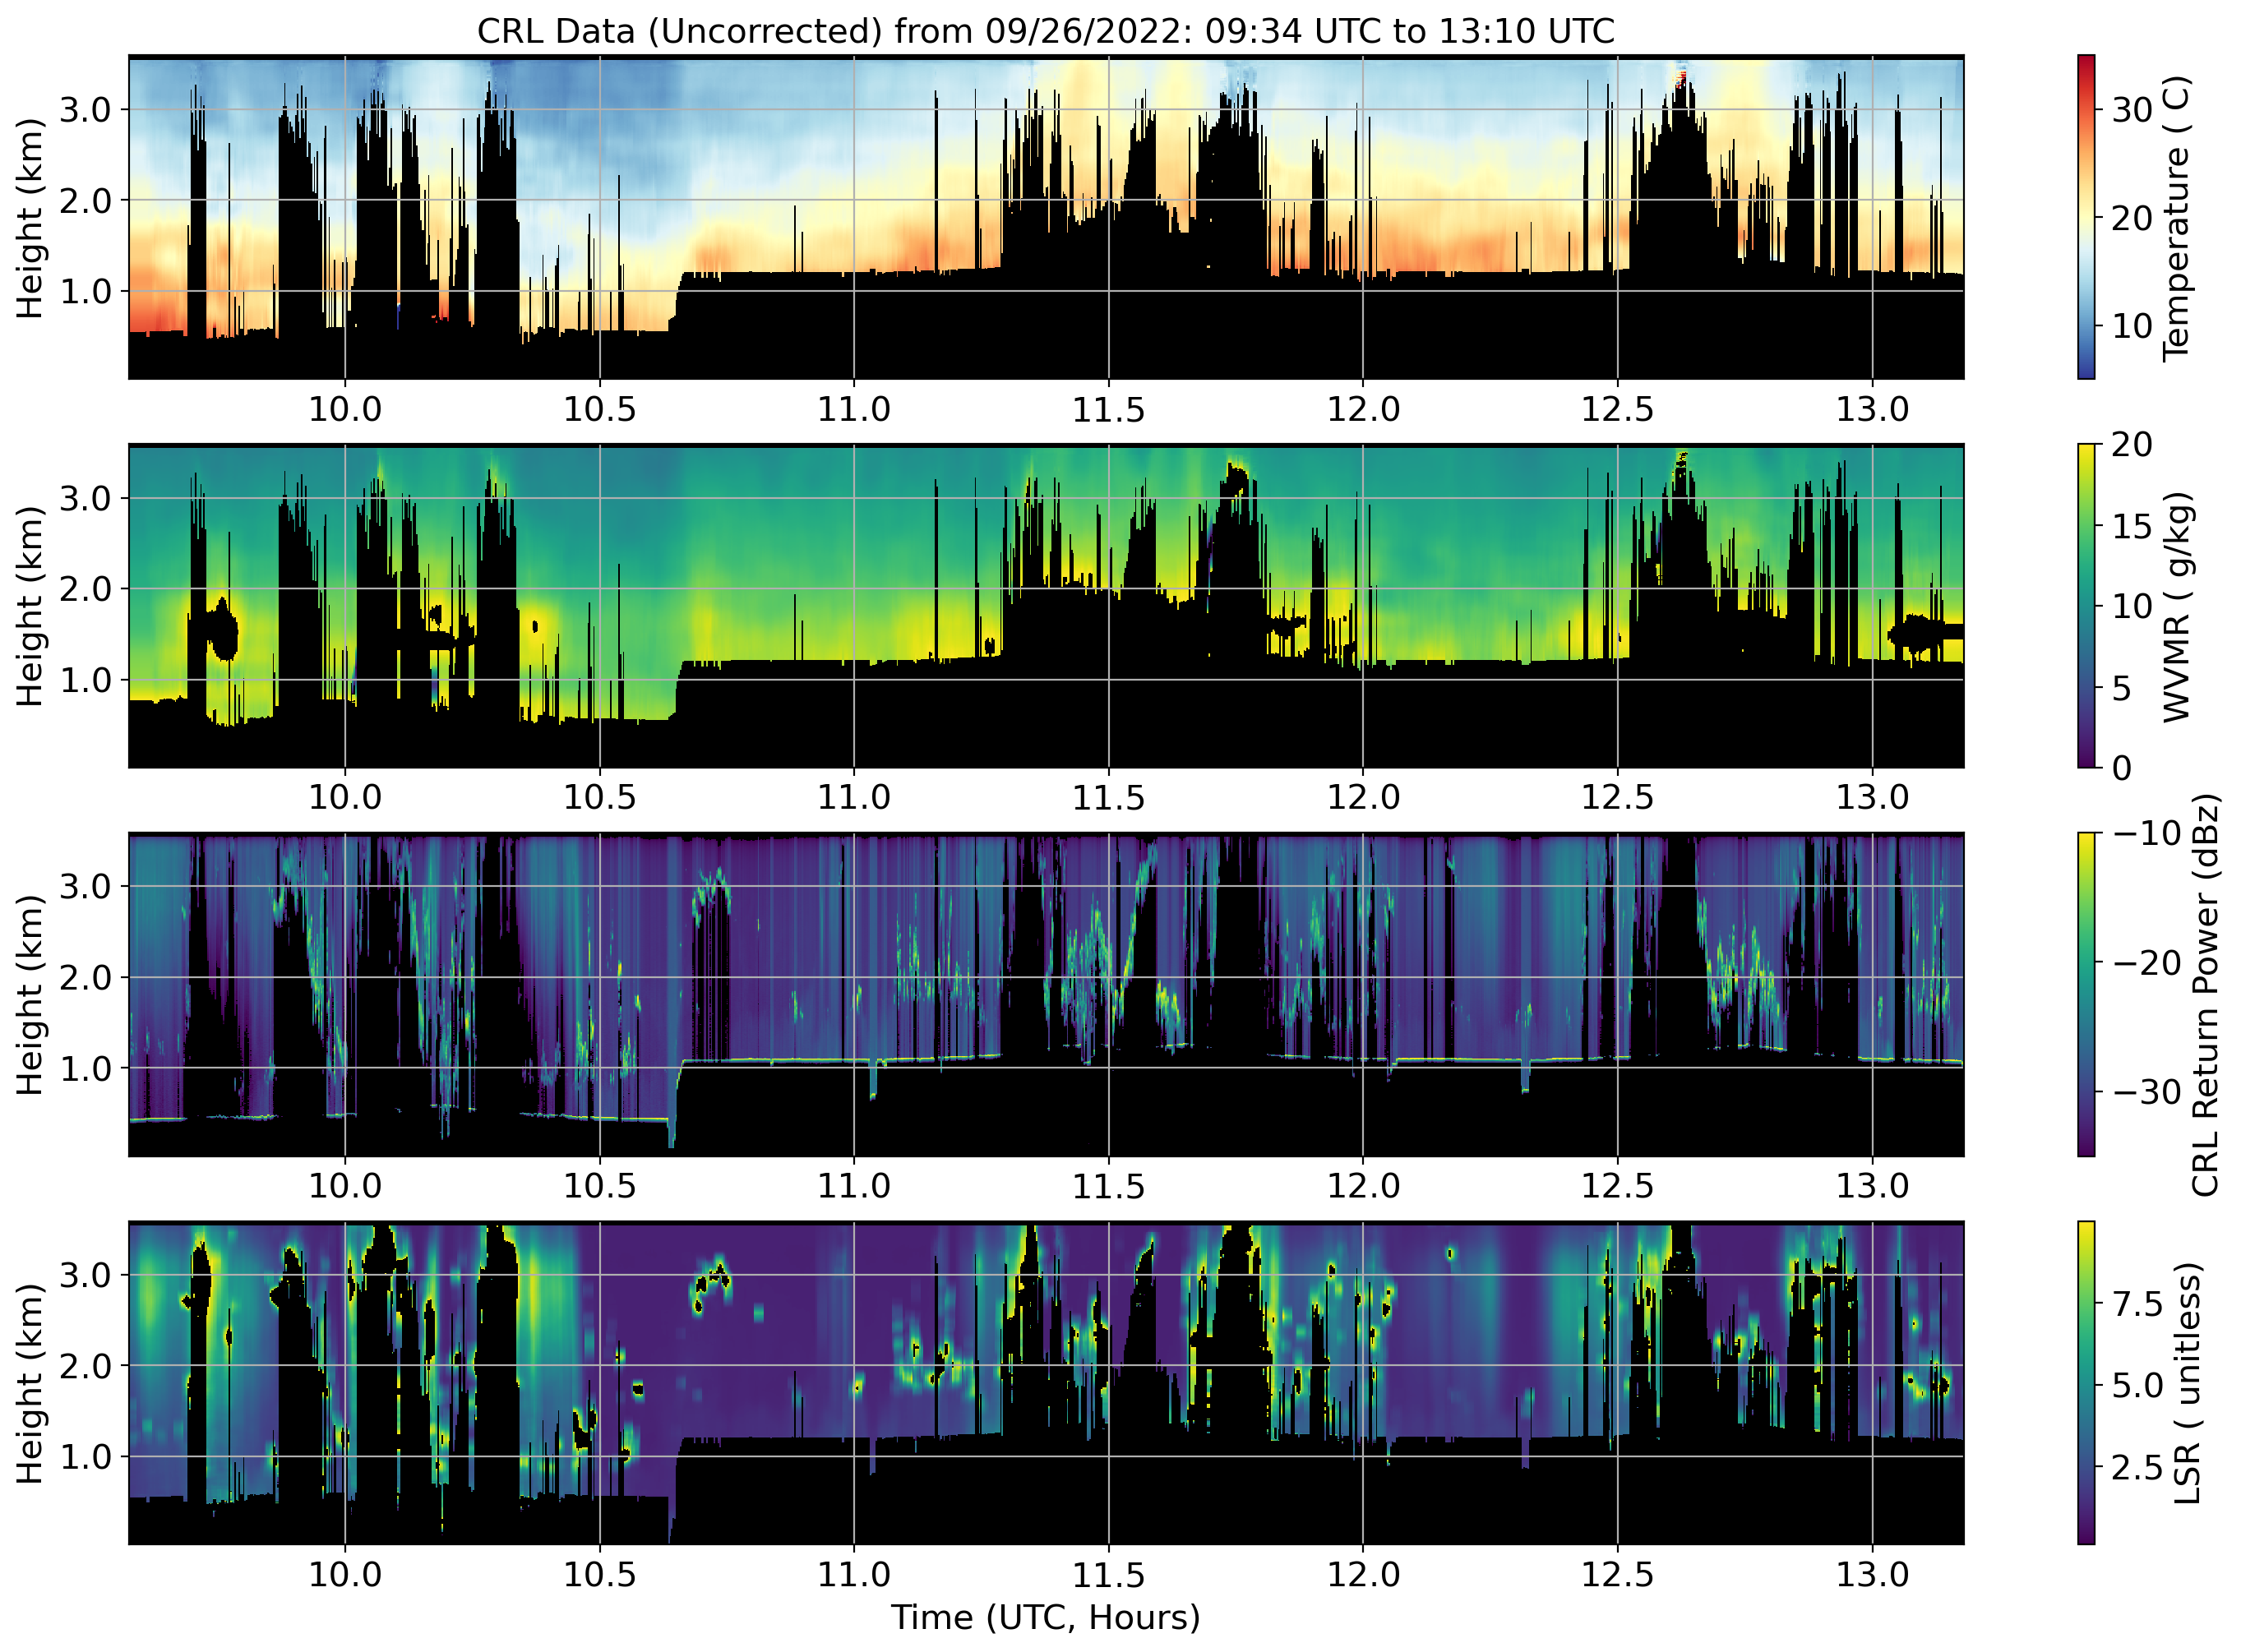 CRL Data (Uncorrected) from 09/26/2022: 09:34 UTC to 13:10 UTC
Height (km)
3.0
2.0
1.0
10.0 10.5 11.0 11.5 12.0 12.5 13.0
30
20
10
Temperature ( C)
Height (km)
3.0
2.0
1.0
10.0 10.5 11.0 11.5 12.0 12.5 13.0
20
15
10
5
0
WVMR ( g/kg)
Height (km)
3.0
2.0
1.0
10.0 10.5 11.0 11.5 12.0 12.5 13.0
−10
−20
−30
CRL Return Power (dBz)
Height (km)
3.0
2.0
1.0
10.0 10.5 11.0 11.5 12.0 12.5 13.0
7.5
5.0
2.5
LSR ( unitless)
Time (UTC, Hours)